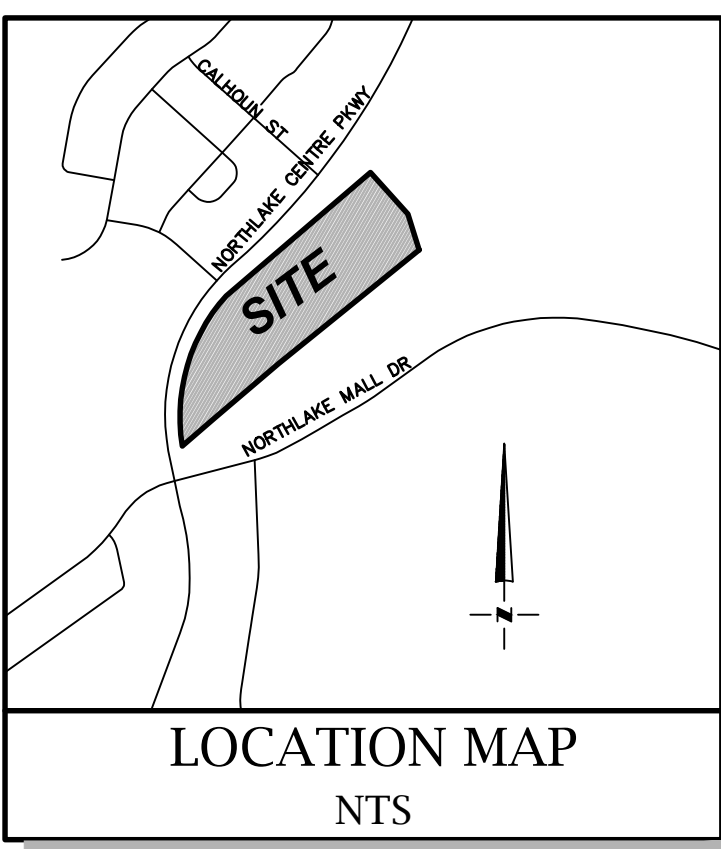 CALHOUN ST
NORTHLAKE CENTRE PKWY
SITE
NORTHLAKE MALL DR
N
LOCATION MAP
NTS